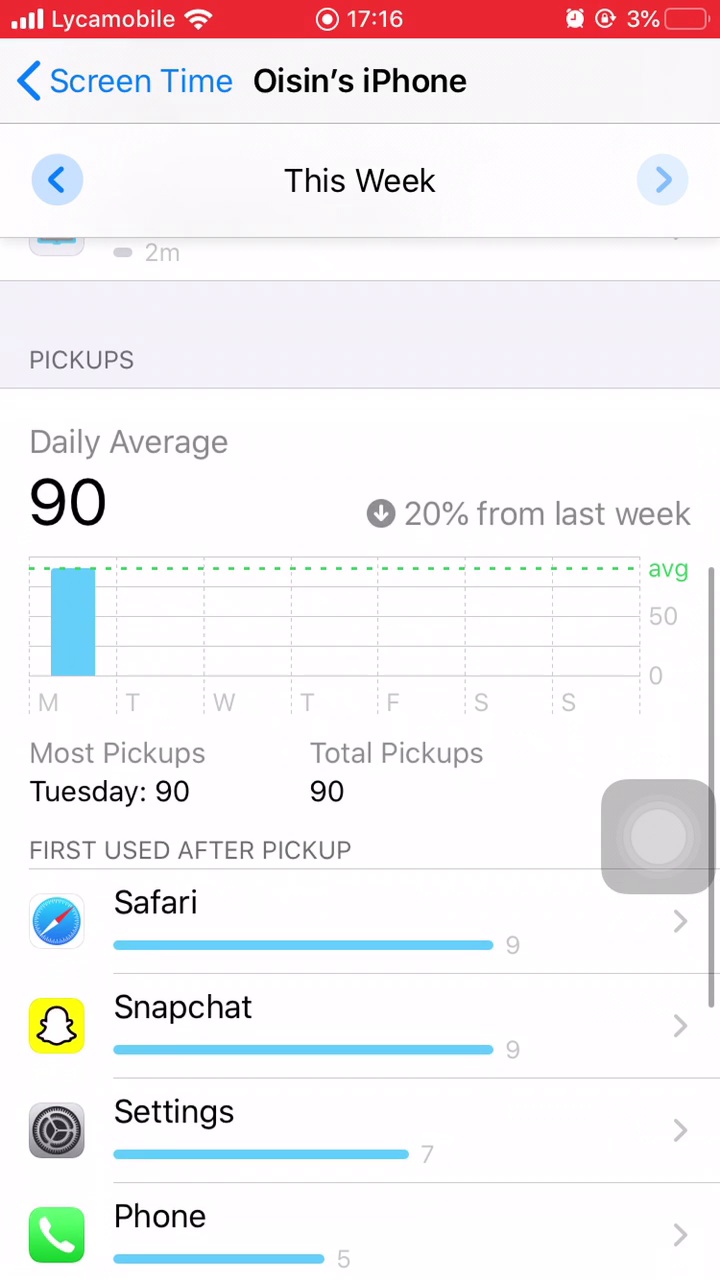 Lycamobile 17:16 3%
Screen Time Oisin's iPhone
This Week
2m
PICKUPS
Daily Average
90 20% from last week
avg
50
0
M T W T F S S
Most Pickups Total Pickups
Tuesday: 90 90
FIRST USED AFTER PICKUP
Safari
9
Snapchat
9
Settings
7
Phone
5